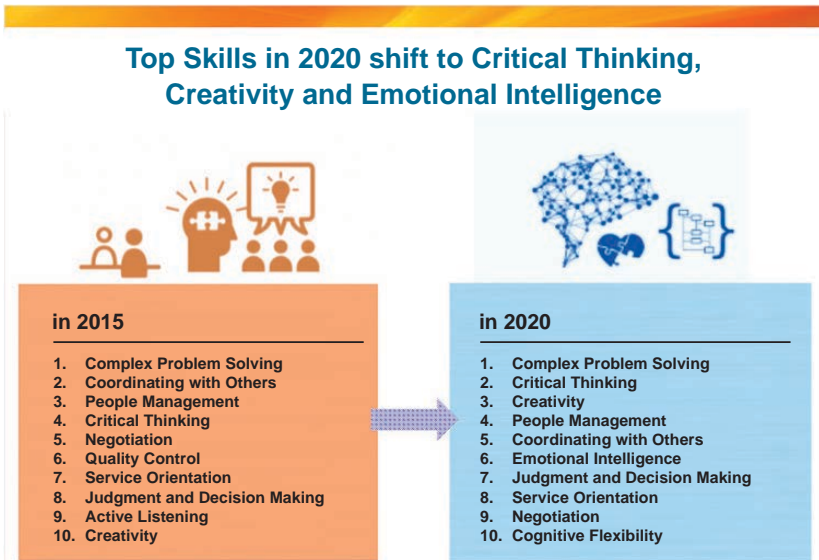 Top Skills in 2020 shift to Critical Thinking,
Creativity and Emotional Intelligence
in 2015
1. Complex Problem Solving
2. Coordinating with Others
3. People Management
4. Critical Thinking
5. Negotiation
6. Quality Control
7. Service Orientation
8. Judgment and Decision Making
9. Active Listening
10. Creativity
in 2020
1. Complex Problem Solving
2. Critical Thinking
3. Creativity
4. People Management
5. Coordinating with Others
6. Emotional Intelligence
7. Judgment and Decision Making
8. Service Orientation
9. Negotiation
10. Cognitive Flexibility